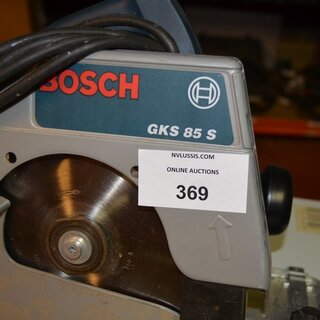 BOSCH
GKS 85 S
NVLUSSIS.COM
ONLINE AUCTIONS
369